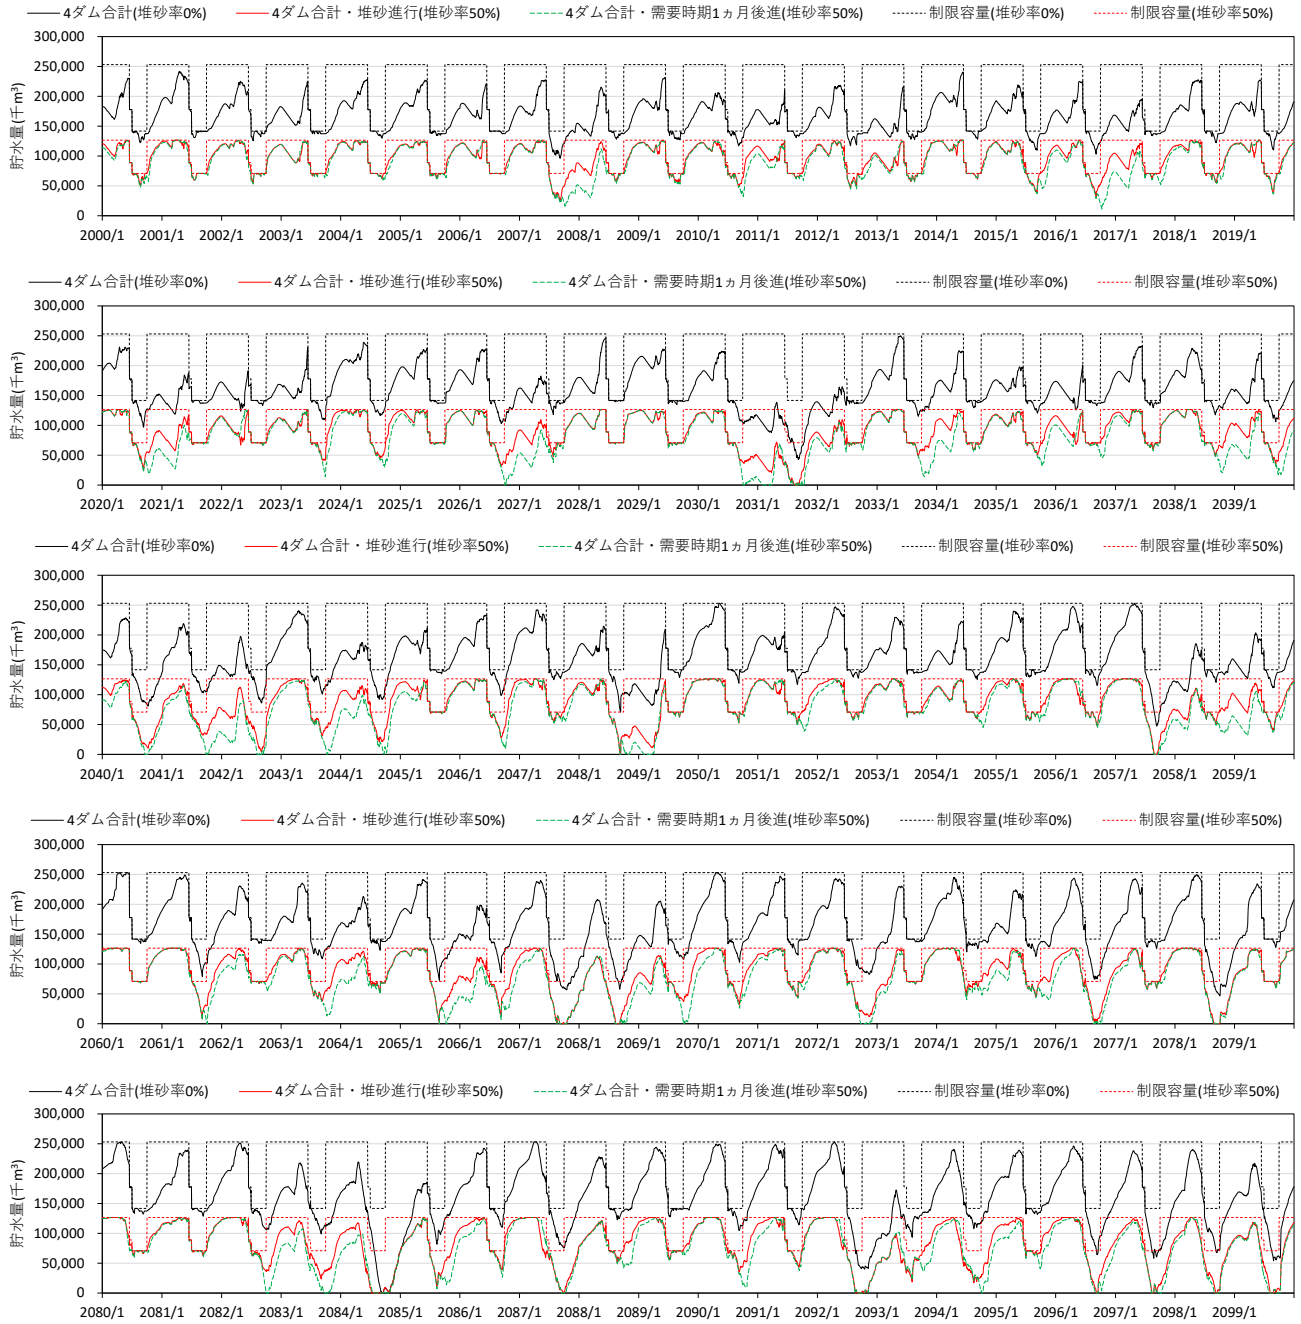 4ダム合計(堆砂率0%) 4ダム合計・堆砂進行(堆砂率50%) 4ダム合計・需要時期1ヵ月後進(堆砂率50%) 制限容量(堆砂率0%) 制限容量(堆砂率50%)
貯水量(千m³)
300,000
250,000
200,000
150,000
100,000
50,000
0
2000/1 2001/1 2002/1 2003/1 2004/1 2005/1 2006/1 2007/1 2008/1 2009/1 2010/1 2011/1 2012/1 2013/1 2014/1 2015/1 2016/1 2017/1 2018/1 2019/1
4ダム合計(堆砂率0%) 4ダム合計・堆砂進行(堆砂率50%) 4ダム合計・需要時期1ヵ月後進(堆砂率50%) 制限容量(堆砂率0%) 制限容量(堆砂率50%)
貯水量(千m³)
300,000
250,000
200,000
150,000
100,000
50,000
0
2020/1 2021/1 2022/1 2023/1 2024/1 2025/1 2026/1 2027/1 2028/1 2029/1 2030/1 2031/1 2032/1 2033/1 2034/1 2035/1 2036/1 2037/1 2038/1 2039/1
4ダム合計(堆砂率0%) 4ダム合計・堆砂進行(堆砂率50%) 4ダム合計・需要時期1ヵ月後進(堆砂率50%) 制限容量(堆砂率0%) 制限容量(堆砂率50%)
貯水量(千m³)
300,000
250,000
200,000
150,000
100,000
50,000
0
2040/1 2041/1 2042/1 2043/1 2044/1 2045/1 2046/1 2047/1 2048/1 2049/1 2050/1 2051/1 2052/1 2053/1 2054/1 2055/1 2056/1 2057/1 2058/1 2059/1
4ダム合計(堆砂率0%) 4ダム合計・堆砂進行(堆砂率50%) 4ダム合計・需要時期1ヵ月後進(堆砂率50%) 制限容量(堆砂率0%) 制限容量(堆砂率50%)
貯水量(千m³)
300,000
250,000
200,000
150,000
100,000
50,000
0
2060/1 2061/1 2062/1 2063/1 2064/1 2065/1 2066/1 2067/1 2068/1 2069/1 2070/1 2071/1 2072/1 2073/1 2074/1 2075/1 2076/1 2077/1 2078/1 2079/1
4ダム合計(堆砂率0%) 4ダム合計・堆砂進行(堆砂率50%) 4ダム合計・需要時期1ヵ月後進(堆砂率50%) 制限容量(堆砂率0%) 制限容量(堆砂率50%)
貯水量(千m³)
300,000
250,000
200,000
150,000
100,000
50,000
0
2080/1 2081/1 2082/1 2083/1 2084/1 2085/1 2086/1 2087/1 2088/1 2089/1 2090/1 2091/1 2092/1 2093/1 2094/1 2095/1 2096/1 2097/1 2098/1 2099/1